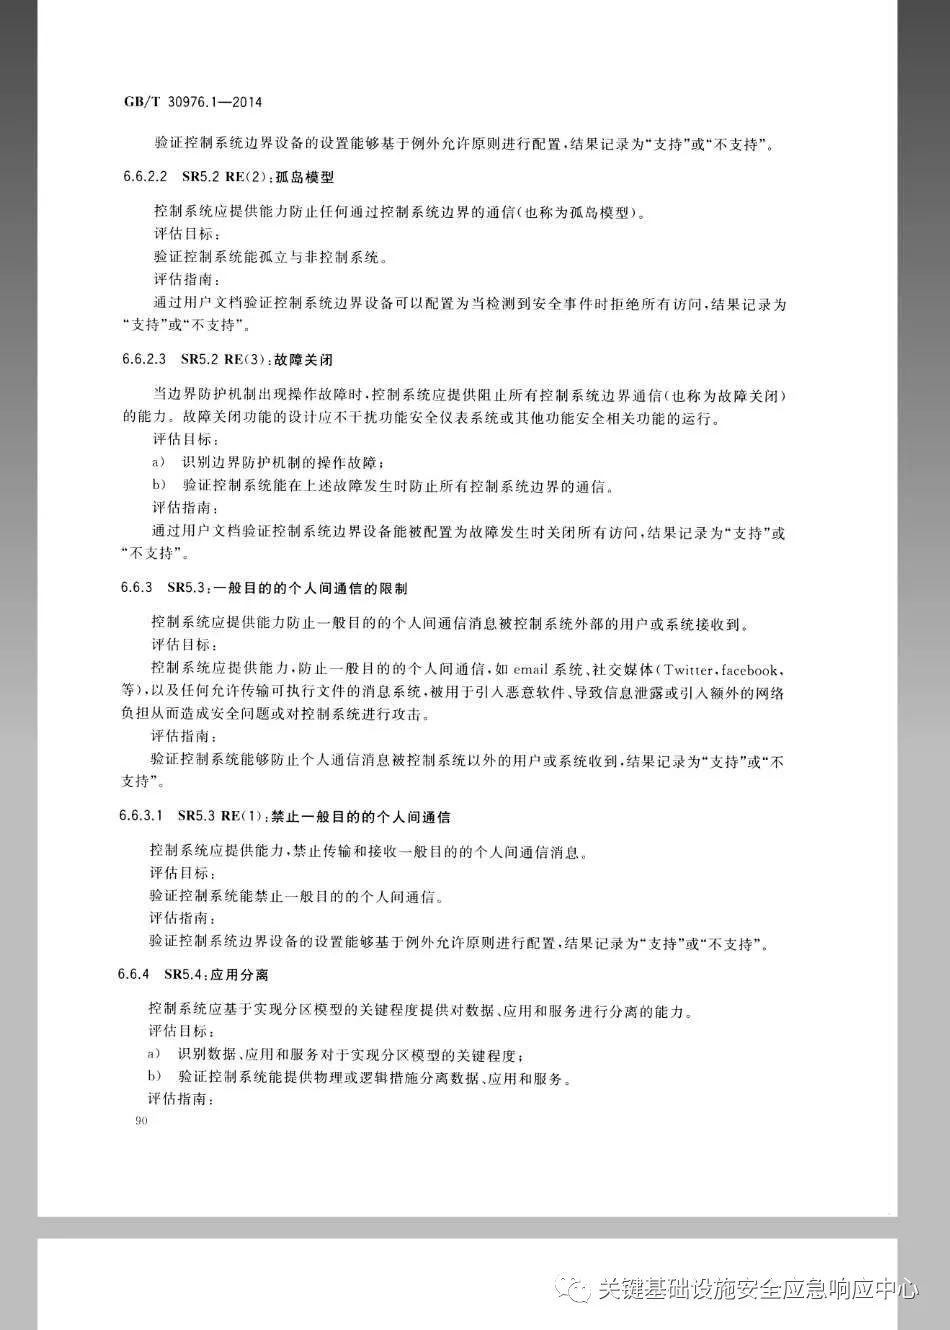 GB/T 30976.1—2014
验证控制系统边界设备的设置能够基于例外允许原则进行配置,结果记录为“支持”或“不支持”。
6.6.2.2 SR5.2 RE(2):孤岛模型
控制系统应提供能力防止任何通过控制系统边界的通信(也称为孤岛模型)。
评估目标:
验证控制系统能孤立与非控制系统。
评估指南:
通过用户文档验证控制系统边界设备可以配置为当检测到安全事件时拒绝所有访问,结果记录为
“支持”或“不支持”。
6.6.2.3 SR5.2 RE(3):故障关闭
当边界防护机制出现操作故障时,控制系统应提供阻止所有控制系统边界通信(也称为故障关闭)
的能力。故障关闭功能的设计应不干扰功能安全仪表系统或其他功能安全相关功能的运行。
评估目标:
a) 识别边界防护机制的操作故障;
b) 验证控制系统能在上述故障发生时防止所有控制系统边界的通信。
评估指南:
通过用户文档验证控制系统边界设备能被配置为故障发生时关闭所有访问,结果记录为“支持”或
“不支持”。
6.6.3 SR5.3:一般目的的个人间通信的限制
控制系统应提供能力防止一般目的的个人间通信消息被控制系统外部的用户或系统接收到。
评估目标:
控制系统应提供能力,防止一般目的的个人间通信,如 email 系统、社交媒体(Twitter,facebook,
等),以及任何允许传输可执行文件的消息系统,被用于引入恶意软件、导致信息泄露或引入额外的网络
负担从而造成安全问题或对控制系统进行攻击。
评估指南:
验证控制系统能够防止个人通信消息被控制系统以外的用户或系统收到,结果记录为“支持”或“不
支持”。
6.6.3.1 SR5.3 RE(1):禁止一般目的的个人间通信
控制系统应提供能力,禁止传输和接收一般目的的个人间通信消息。
评估目标:
验证控制系统能禁止一般目的的个人间通信。
评估指南:
验证控制系统边界设备的设置能够基于例外允许原则进行配置,结果记录为“支持”或“不支持”。
6.6.4 SR5.4:应用分离
控制系统应基于实现分区模型的关键程度提供对数据、应用和服务进行分离的能力。
评估目标:
a) 识别数据、应用和服务对于实现分区模型的关键程度;
b) 验证控制系统能提供物理或逻辑措施分离数据、应用和服务。
评估指南:
90
关键基础设施安全应急响应中心